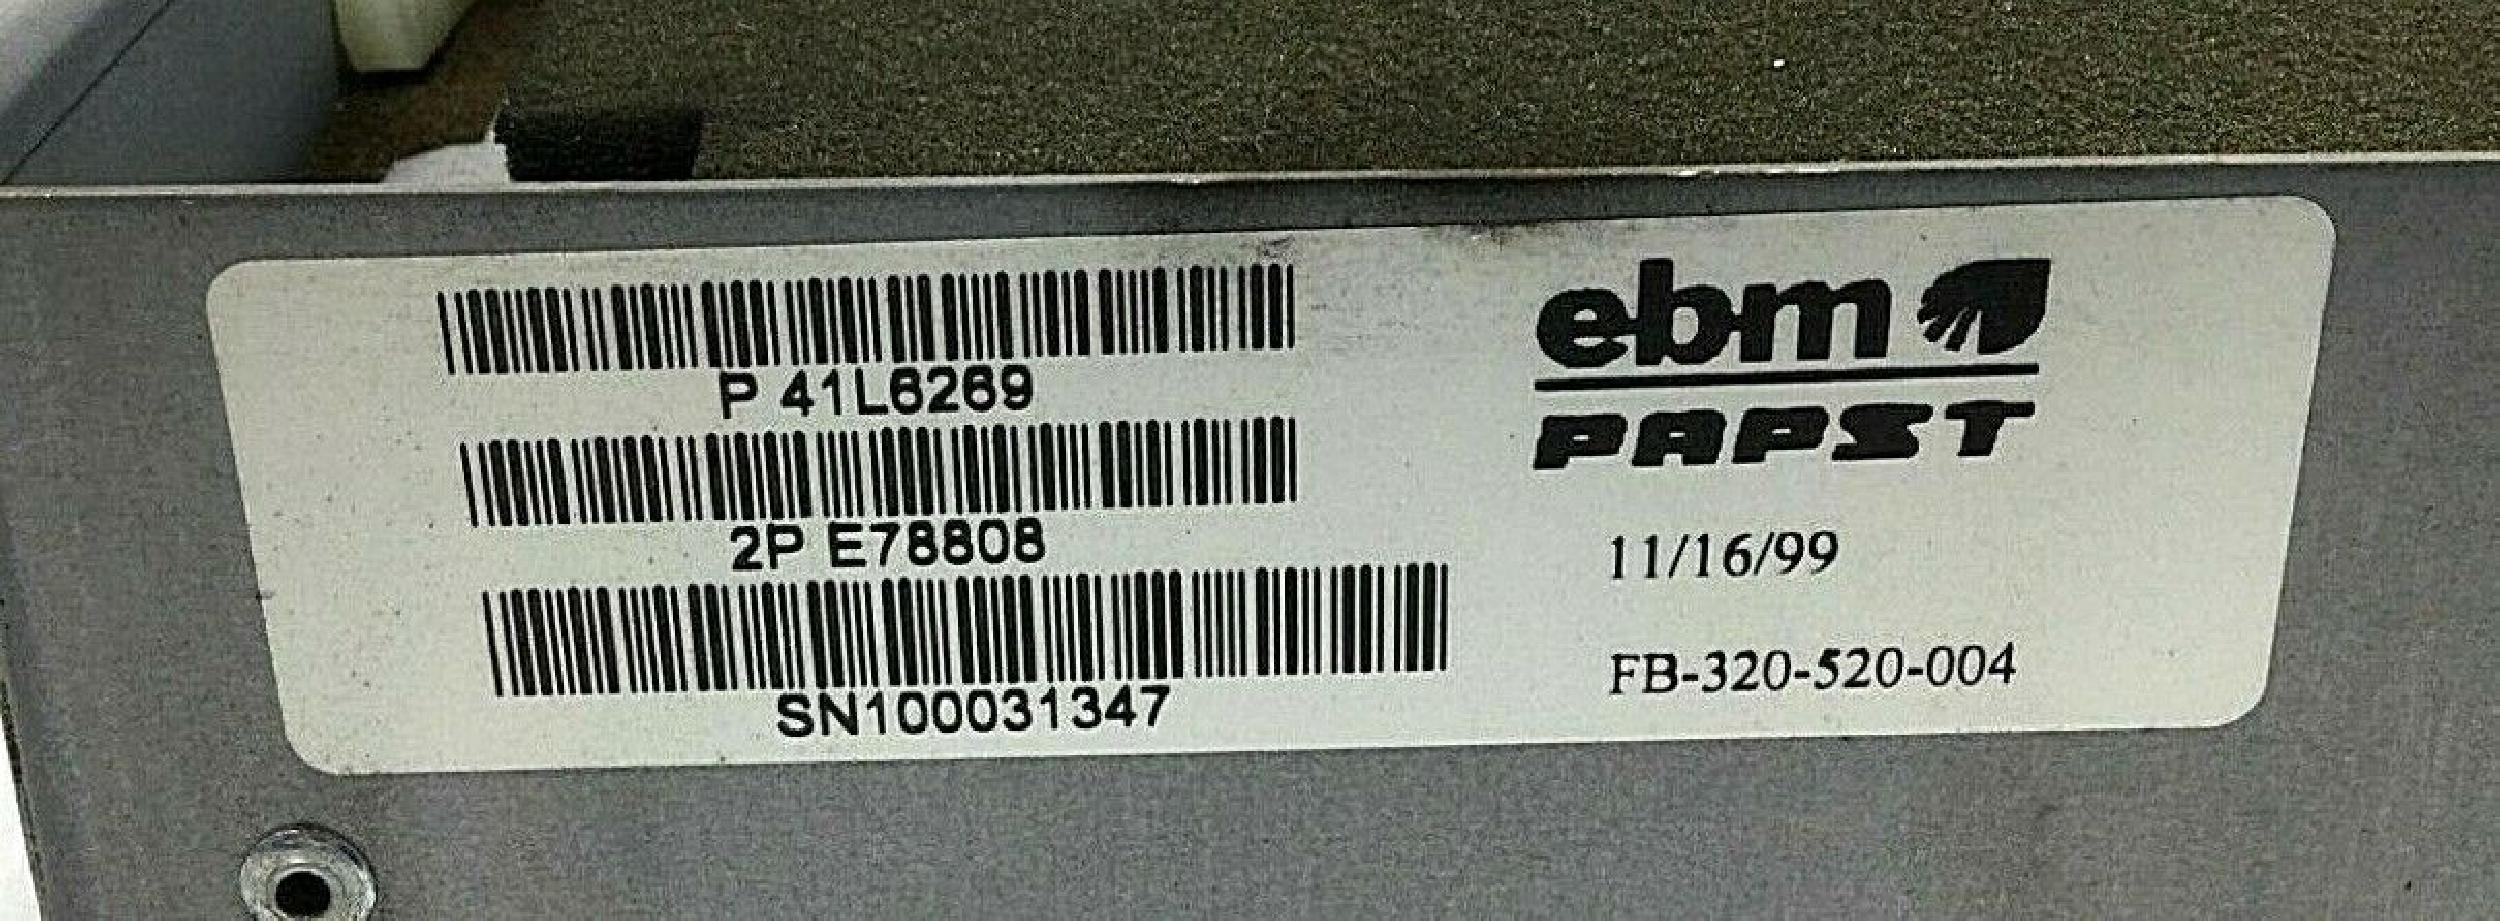 P 41L6269
2P E78808
SN100031347
ebm
PAPST
11/16/99
FB-320-520-004